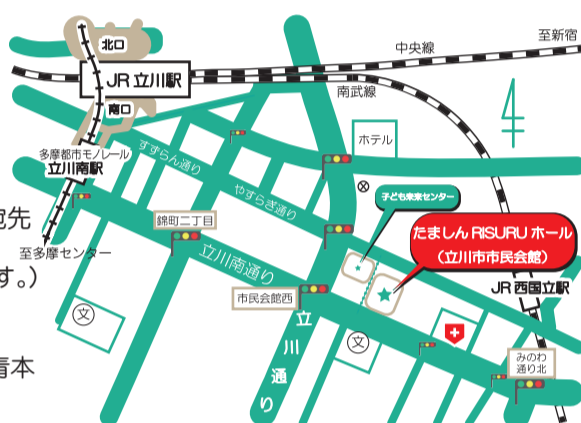 北口
JR 立川駅
南口
中央線
至新宿
南武線
多摩都市モノレール
立川南駅
至多摩センター
すずらん通り
やすらぎ通り
ホテル
子ども未来センター
たましん RISURU ホール
（立川市市民会館）
JR 西国立駅
錦町二丁目
立川南通り
市民会館西
立川通り
文
文
みのわ
通り北
宛先
す。）
青本